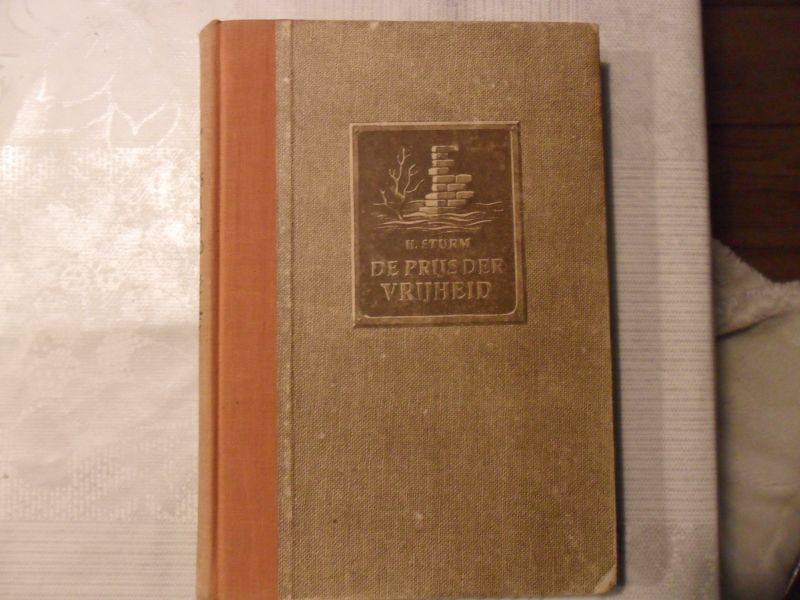 H. STURM
DE PRIJS DER
VRIJHEID